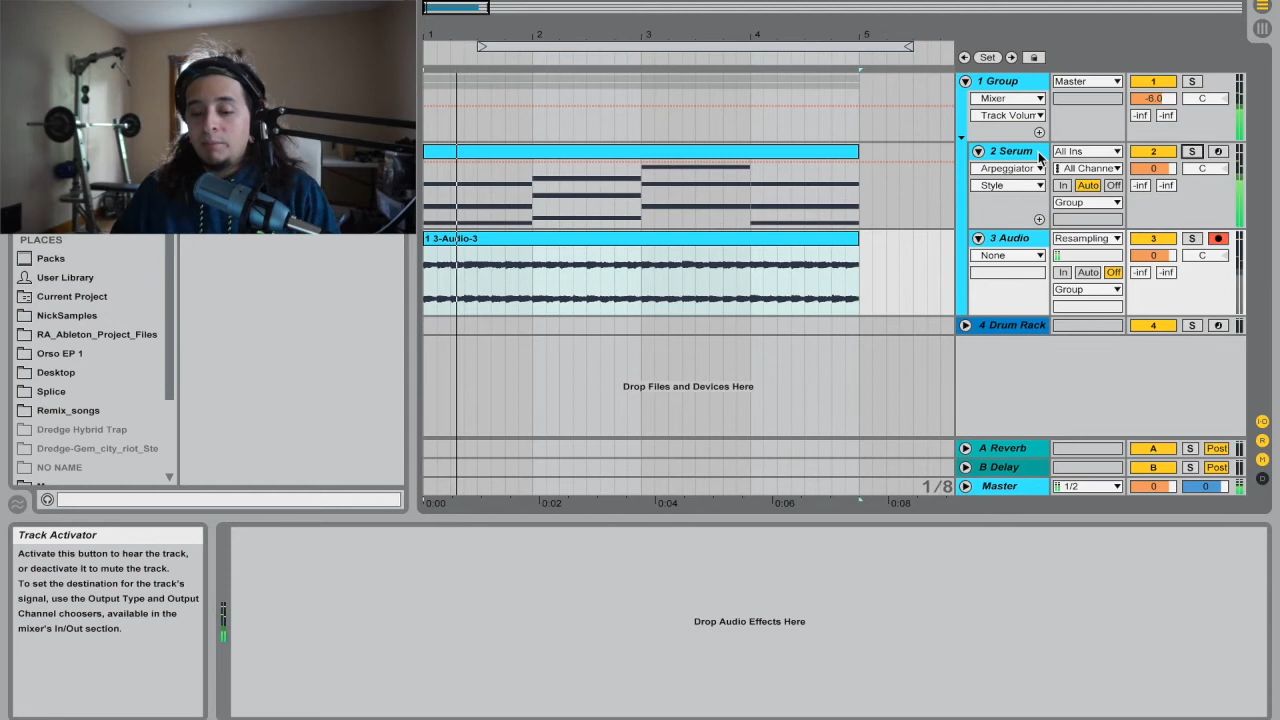 1
2
3
4
5
Set
1 Group
Master
1
S
Mixer
-6.0
C
Track Volum
-inf
-inf
2 Serum
All Ins
2
S
Arpeggiator
All Channe
0
C
Style
In
Auto
Off
-inf
-inf
Group
1 3-Audio-3
3 Audio
Resampling
3
S
None
0
C
In
Auto
Off
-inf
-inf
Group
4 Drum Rack
4
S
Drop Files and Devices Here
A Reverb
A
S
Post
B Delay
B
S
Post
1/8
Master
1/2
0
0
0:00
0:02
0:04
0:06
0:08
PLACES
Packs
User Library
Current Project
NickSamples
RA_Ableton_Project_Files
Orso EP 1
Desktop
Splice
Remix_songs
Dredge Hybrid Trap
Dredge-Gem_city_riot_Ste
NO NAME
I·O
R
M
D
Track Activator
Activate this button to hear the track,
or deactivate it to mute the track.
To set the destination for the track's
signal, use the Output Type and Output
Channel choosers, available in the
mixer's In/Out section.
Drop Audio Effects Here